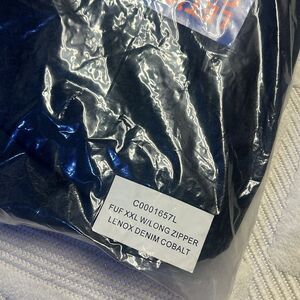 C0001657L
FUF XXL W/LONG ZIPPER
LENOX DENIM COBALT